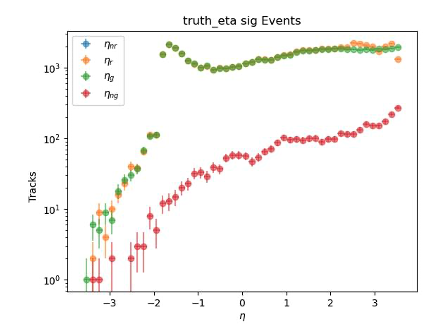 truth_eta sig Events
η_nr
η_r
η_g
η_ng
Tracks
10³
10²
10¹
10⁰
−3 −2 −1 0 1 2 3
η